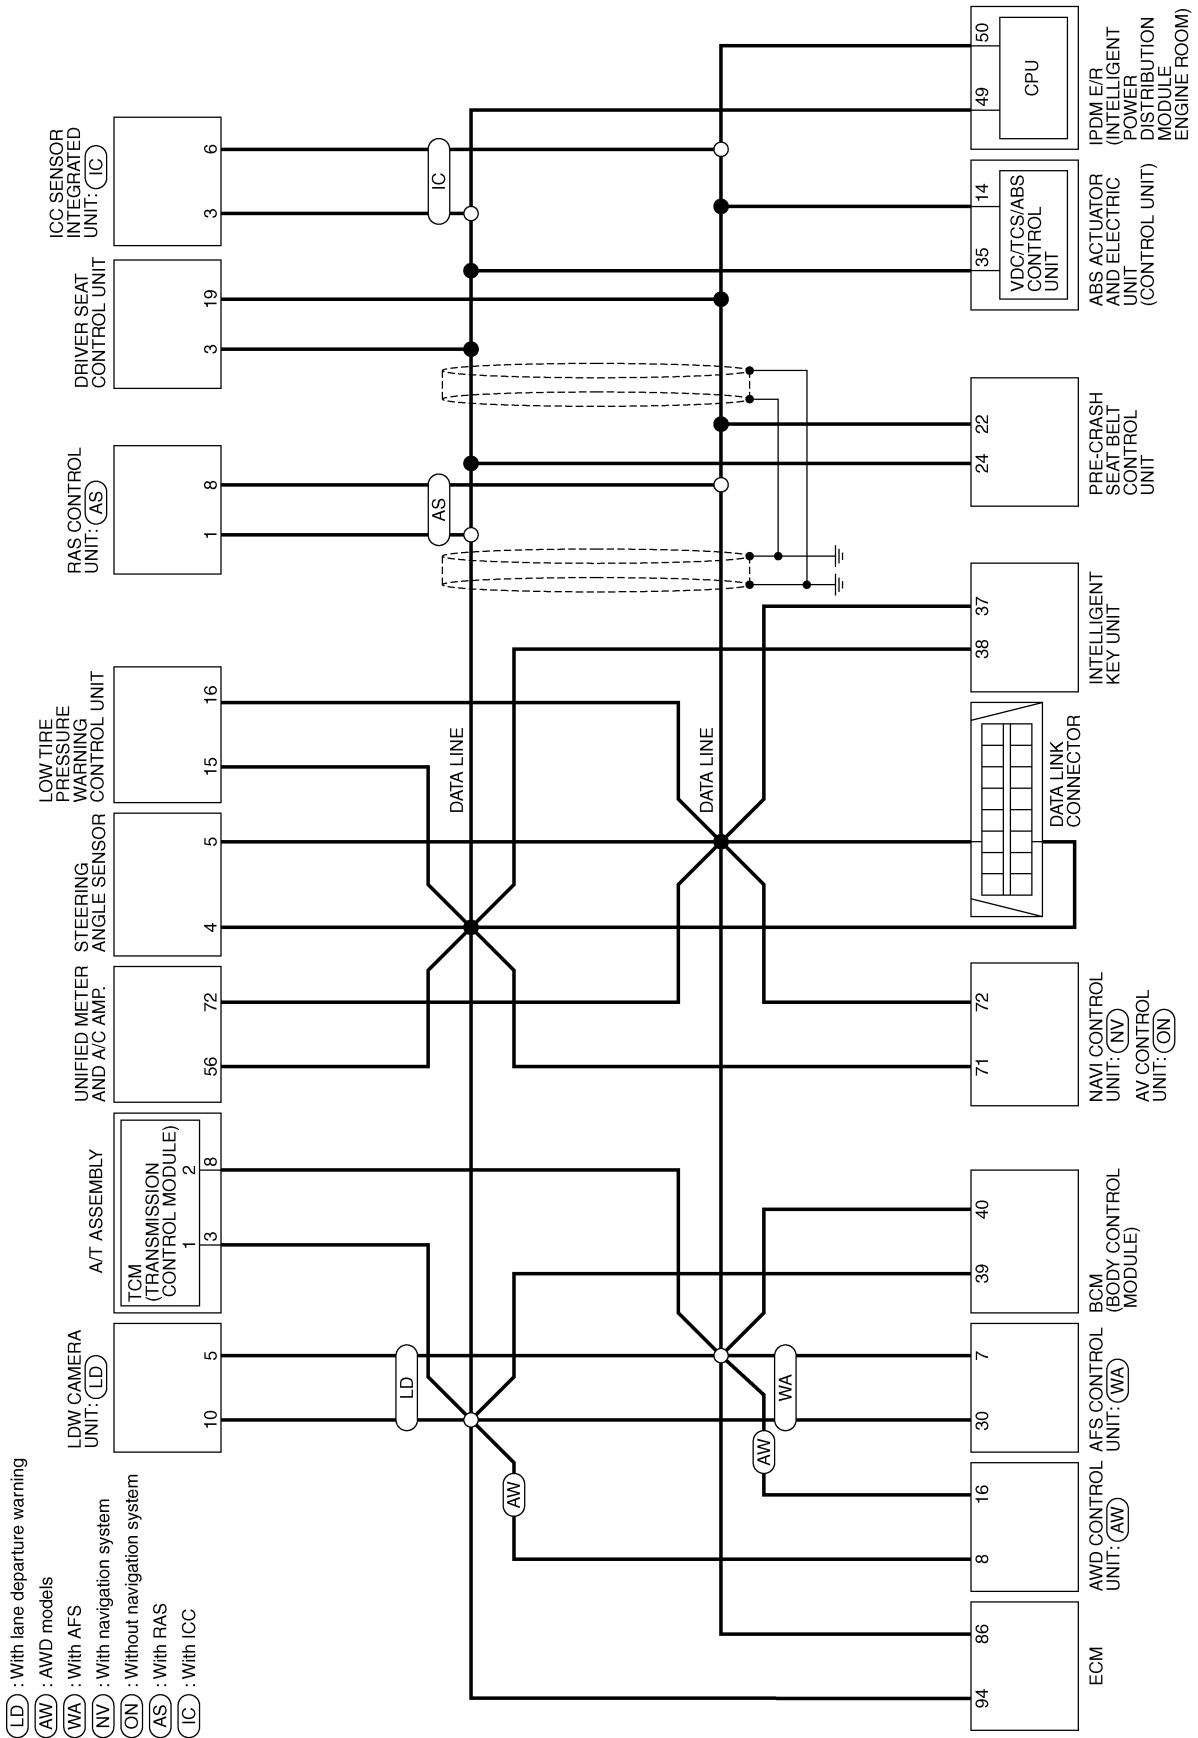 LD : With lane departure warning
AW : AWD models
WA : With AFS
NV : With navigation system
ON : Without navigation system
AS : With RAS
IC : With ICC
LDW CAMERA
UNIT: LD
10
5
A/T ASSEMBLY
TCM
(TRANSMISSION
CONTROL MODULE)
1
2
3
8
UNIFIED METER
AND A/C AMP.
56
72
STEERING
ANGLE SENSOR
4
5
LOW TIRE
PRESSURE
WARNING
CONTROL UNIT
15
16
RAS CONTROL
UNIT: AS
1
8
DRIVER SEAT
CONTROL UNIT
3
19
ICC SENSOR
INTEGRATED
UNIT: IC
3
6
LD
AS
IC
DATA LINE
AW
DATA LINE
AW
WA
94
86
ECM
8
16
AWD CONTROL
UNIT: AW
30
7
AFS CONTROL
UNIT: WA
39
40
BCM
(BODY CONTROL
MODULE)
71
72
NAVI CONTROL
UNIT: NV
AV CONTROL
UNIT: ON
DATA LINK
CONNECTOR
38
37
INTELLIGENT
KEY UNIT
24
22
PRE-CRASH
SEAT BELT
CONTROL
UNIT
35
14
VDC/TCS/ABS
CONTROL
UNIT
ABS ACTUATOR
AND ELECTRIC
UNIT
(CONTROL UNIT)
49
50
CPU
IPDM E/R
(INTELLIGENT
POWER
DISTRIBUTION
MODULE
ENGINE ROOM)